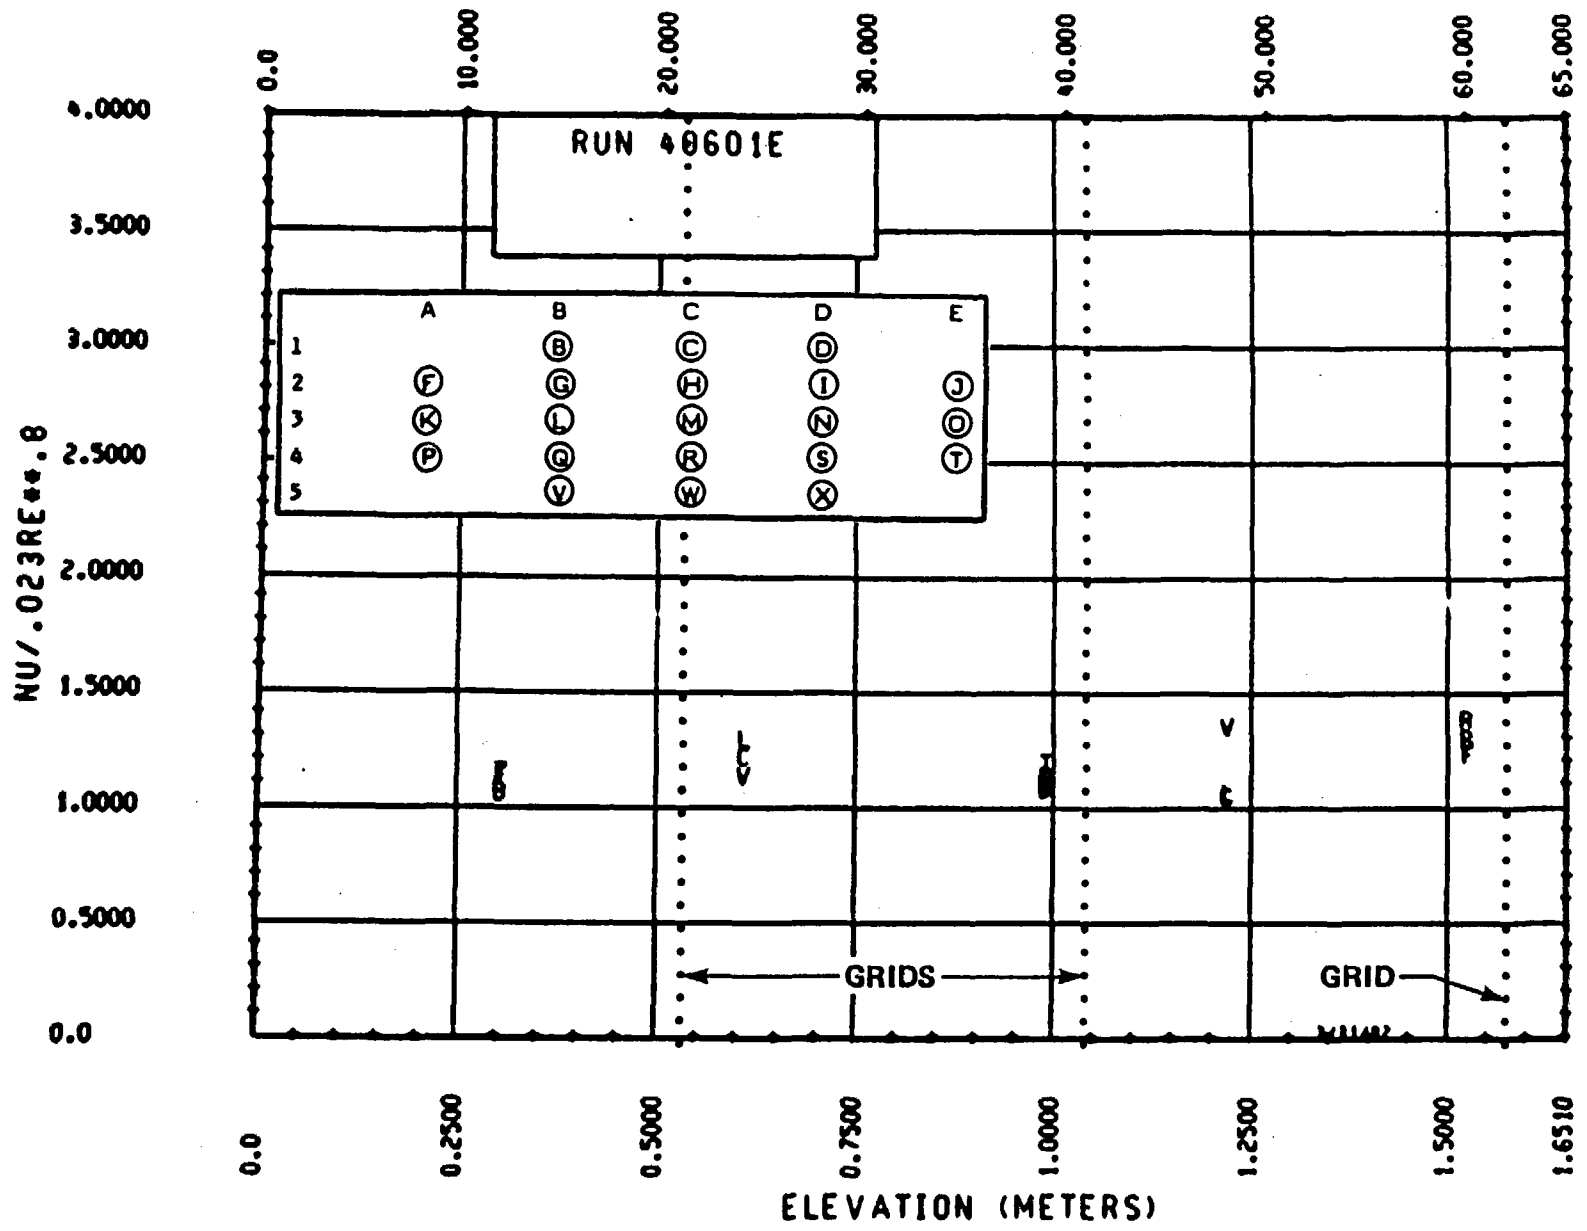 0.0 10.000 20.000 30.000 40.000 50.000 60.000 65.000
4.0000
RUN 40601E
3.5000
A B C D E
3.0000
1 B C D
2 F G H I J
3 K L M N O
2.5000
4 P Q R S T
5 V W X
NU/.023RE**.8
2.0000
1.5000
V
1.0000
0.5000
GRIDS
GRID
0.0
0.0 0.2500 0.5000 0.7500 1.0000 1.2500 1.5000 1.6510
ELEVATION (METERS)